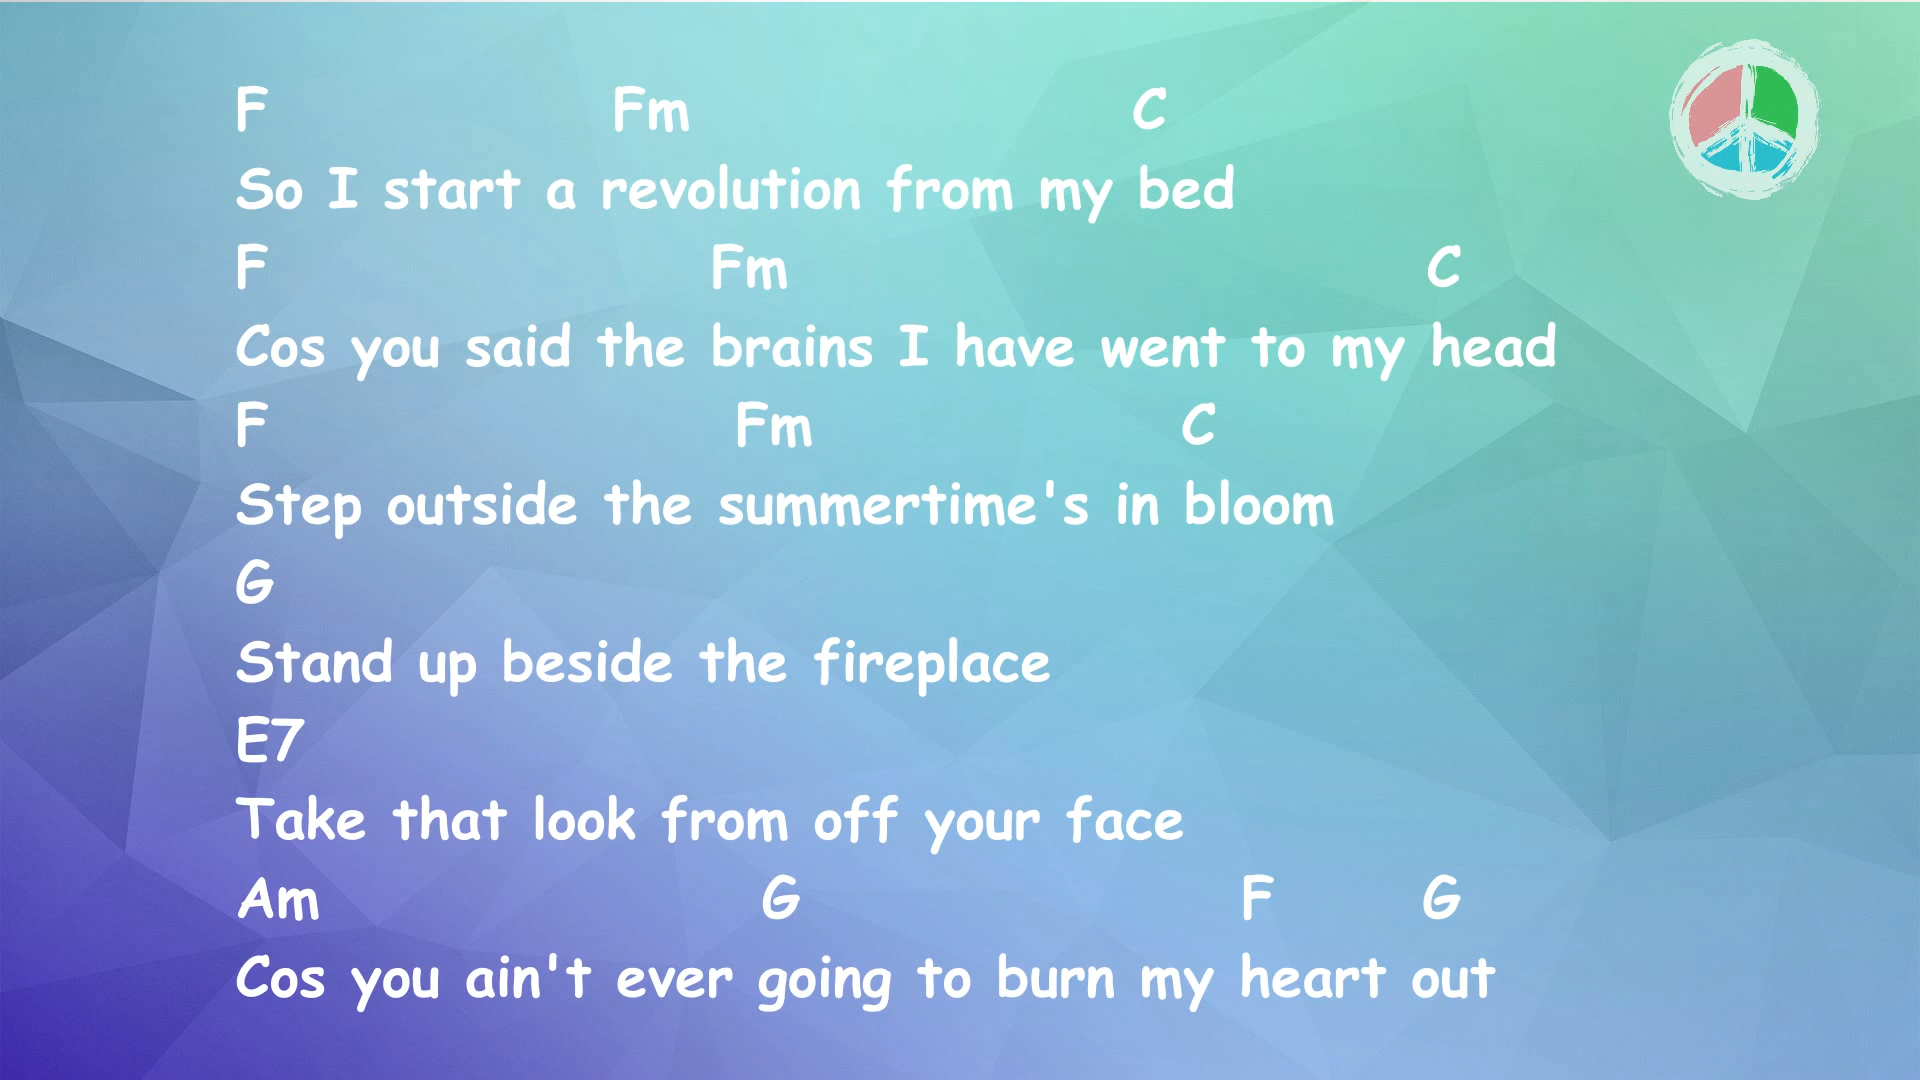 F Fm C
So I start a revolution from my bed
F Fm C
Cos you said the brains I have went to my head
F Fm C
Step outside the summertime's in bloom
G
Stand up beside the fireplace
E7
Take that look from off your face
Am G F G
Cos you ain't ever going to burn my heart out